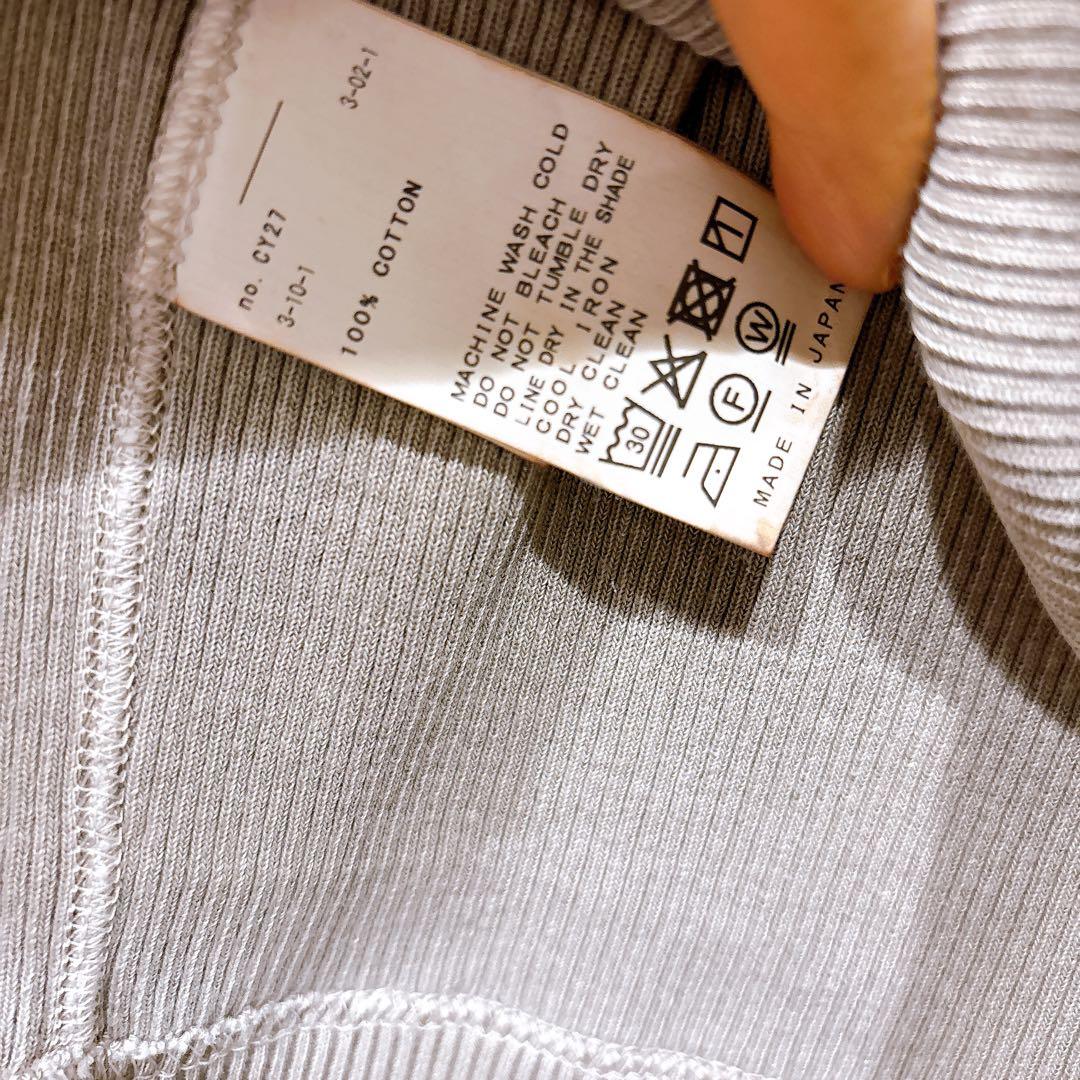 no. CY27
3-10-1
3-02-1
100% COTTON
MACHINE WASH COLD
DO NOT BLEACH
DO NOT TUMBLE DRY
LINE DRY IN THE SHADE
COOL IRON
DRY CLEAN
WET CLEAN
30
F
W
MADE IN JAPAN